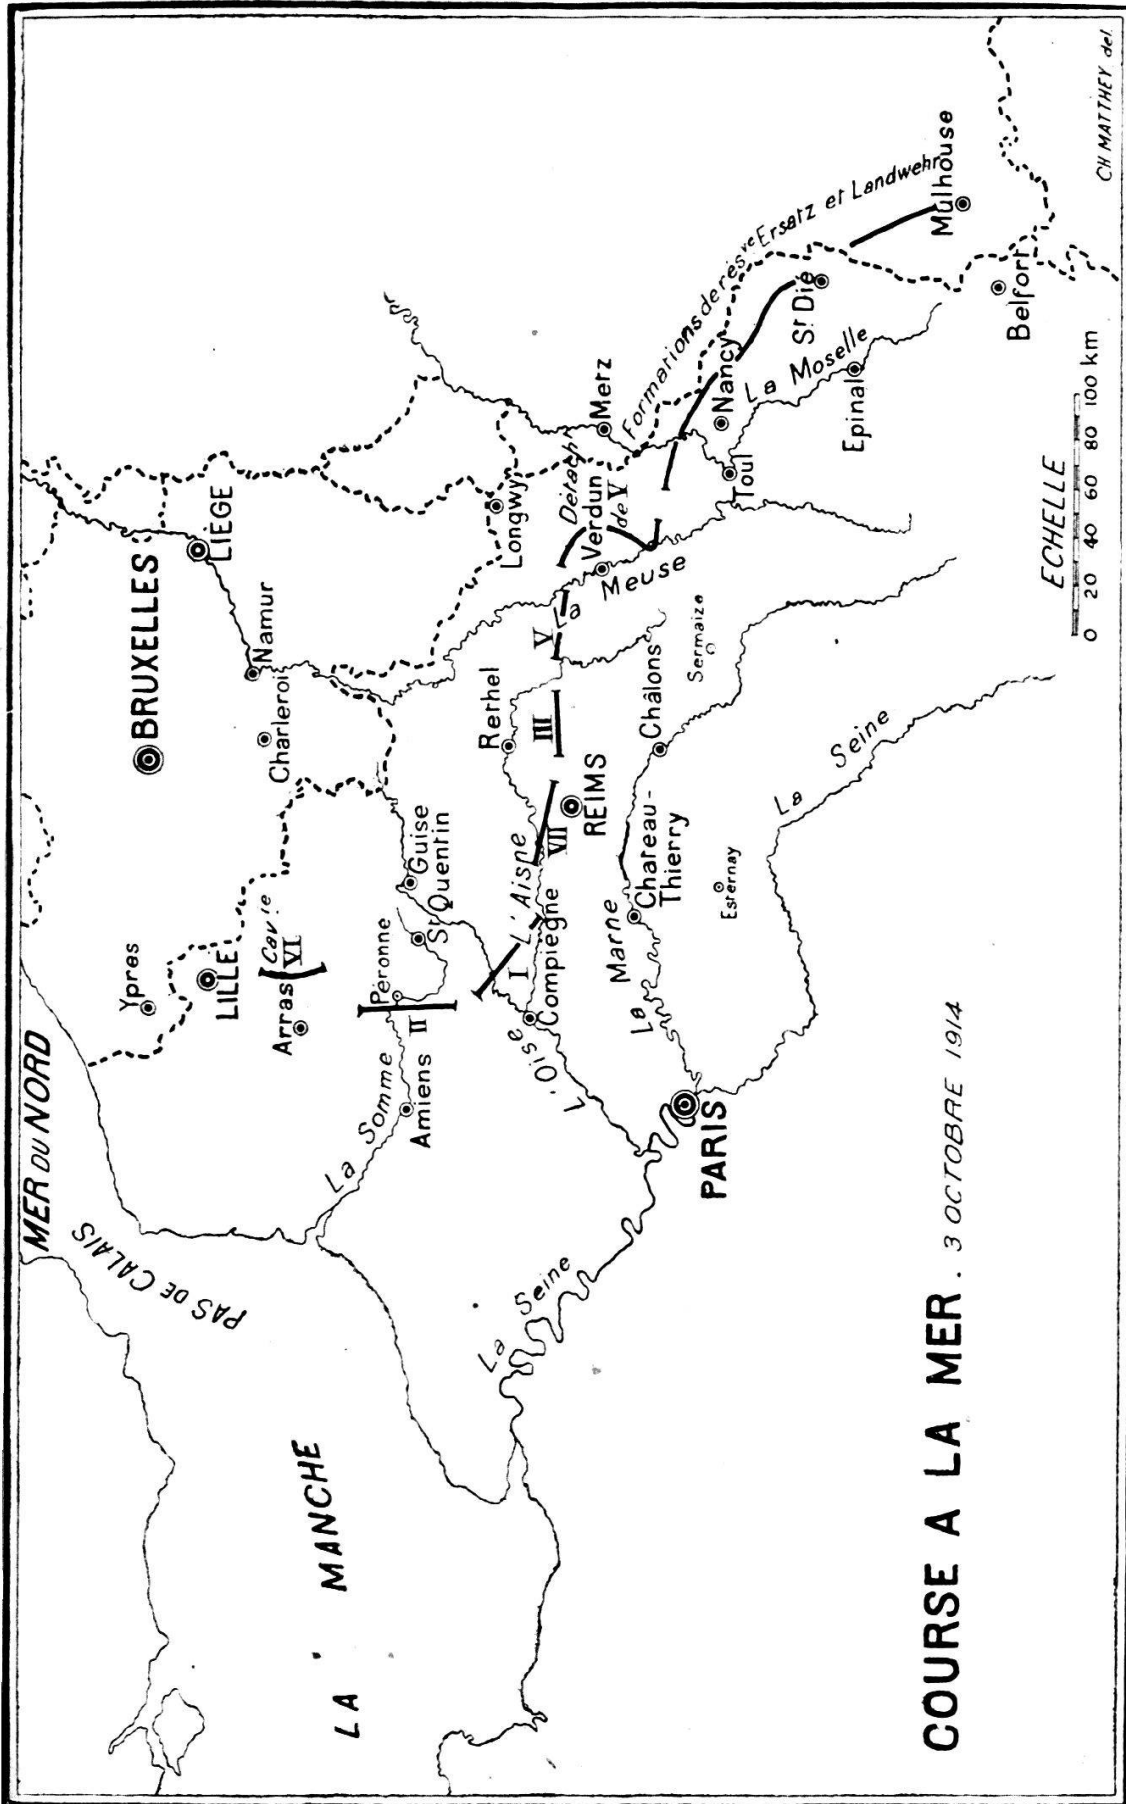 MER DU NORD
PAS DE CALAIS
LA MANCHE
Ypres
LILLE
BRUXELLES
LIÈGE
Namur
Charleroi
Arras
Cavie
VI
Péronne
II
La Somme
Amiens
St Quentin
Guise
L'Oise
I
Compiègne
L'Aisne
VII
REIMS
Rethel
III
V
La Meuse
Longwy
Détacht
de V
Verdun
Metz
Formations de résve Ersatz et Landwehr
La Seine
PARIS
La Marne
Chateau-
Thierry
Esternay
Châlons
Sermaize
La Seine
Toul
Nancy
La Moselle
St Dié
Epinal
Mulhouse
Belfort
COURSE A LA MER. 3 OCTOBRE 1914
ECHELLE
0 20 40 60 80 100 km
CH MATTHEY del.